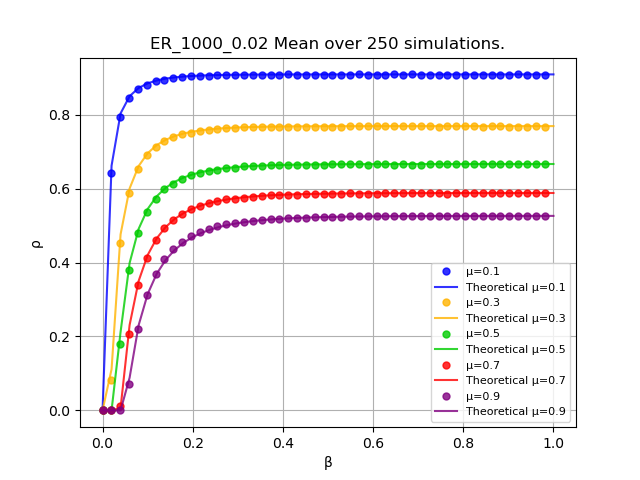 ER_1000_0.02 Mean over 250 simulations.
ρ
0.8
0.6
0.4
0.2
0.0
μ=0.1
Theoretical μ=0.1
μ=0.3
Theoretical μ=0.3
μ=0.5
Theoretical μ=0.5
μ=0.7
Theoretical μ=0.7
μ=0.9
Theoretical μ=0.9
0.0 0.2 0.4 0.6 0.8 1.0
β